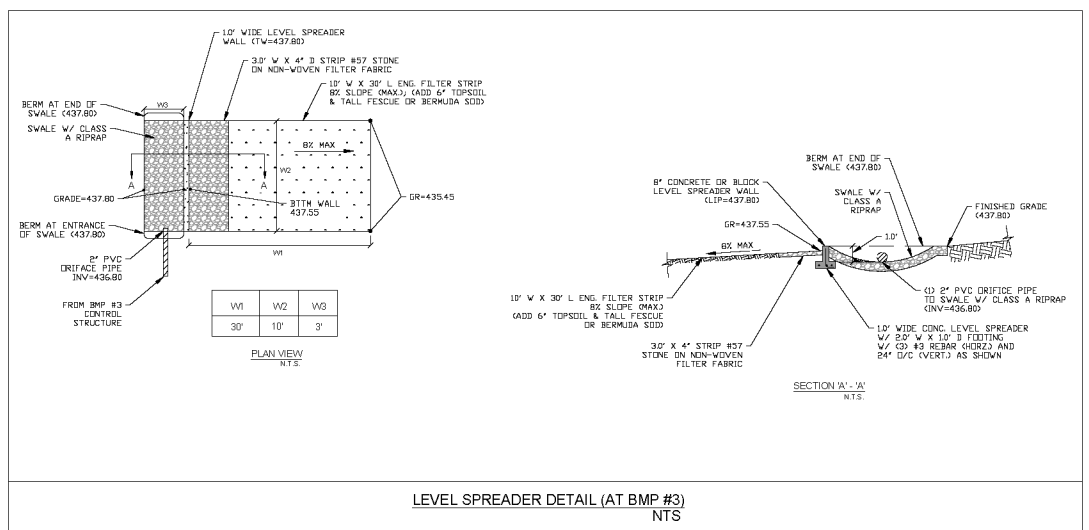 1.0' WIDE LEVEL SPREADER
WALL (TW=437.80)
3.0' W X 4" D STRIP #57 STONE
ON NON-WOVEN FILTER FABRIC
10' W X 30' L ENG. FILTER STRIP
8% SLOPE (MAX.); (ADD 6" TOPSOIL
& TALL FESCUE OR BERMUDA SOD)
BERM AT END OF
SWALE (437.80)
W3
SWALE W/ CLASS
A RIPRAP
8% MAX
A
A
W2
GRADE=437.80
BTTM WALL
437.55
GR=435.45
BERM AT ENTRANCE
OF SWALE (437.80)
W1
2" PVC
ORIFACE PIPE
INV=436.80
FROM BMP #3
CONTROL
STRUCTURE
W1 W2 W3
30' 10' 3'
PLAN VIEW
N.T.S.
BERM AT END OF
SWALE (437.80)
8" CONCRETE OR BLOCK
LEVEL SPREADER WALL
(LIP=437.80)
SWALE W/
CLASS A
RIPRAP
FINISHED GRADE
(437.80)
GR=437.55
1.0'
8% MAX
10' W X 30' L ENG. FILTER STRIP
8% SLOPE (MAX.)
(ADD 6" TOPSOIL & TALL FESCUE
OR BERMUDA SOD)
(1) 2" PVC ORIFICE PIPE
TO SWALE W/ CLASS A RIPRAP
(INV=436.80)
3.0' X 4" STRIP #57
STONE ON NON-WOVEN
FILTER FABRIC
1.0' WIDE CONC. LEVEL SPREADER
W/ 2.0' W X 1.0' D FOOTING
W/ (3) #3 REBAR (HORZ.) AND
24" O/C (VERT.) AS SHOWN
SECTION 'A' - 'A'
N.T.S.
LEVEL SPREADER DETAIL (AT BMP #3)
NTS